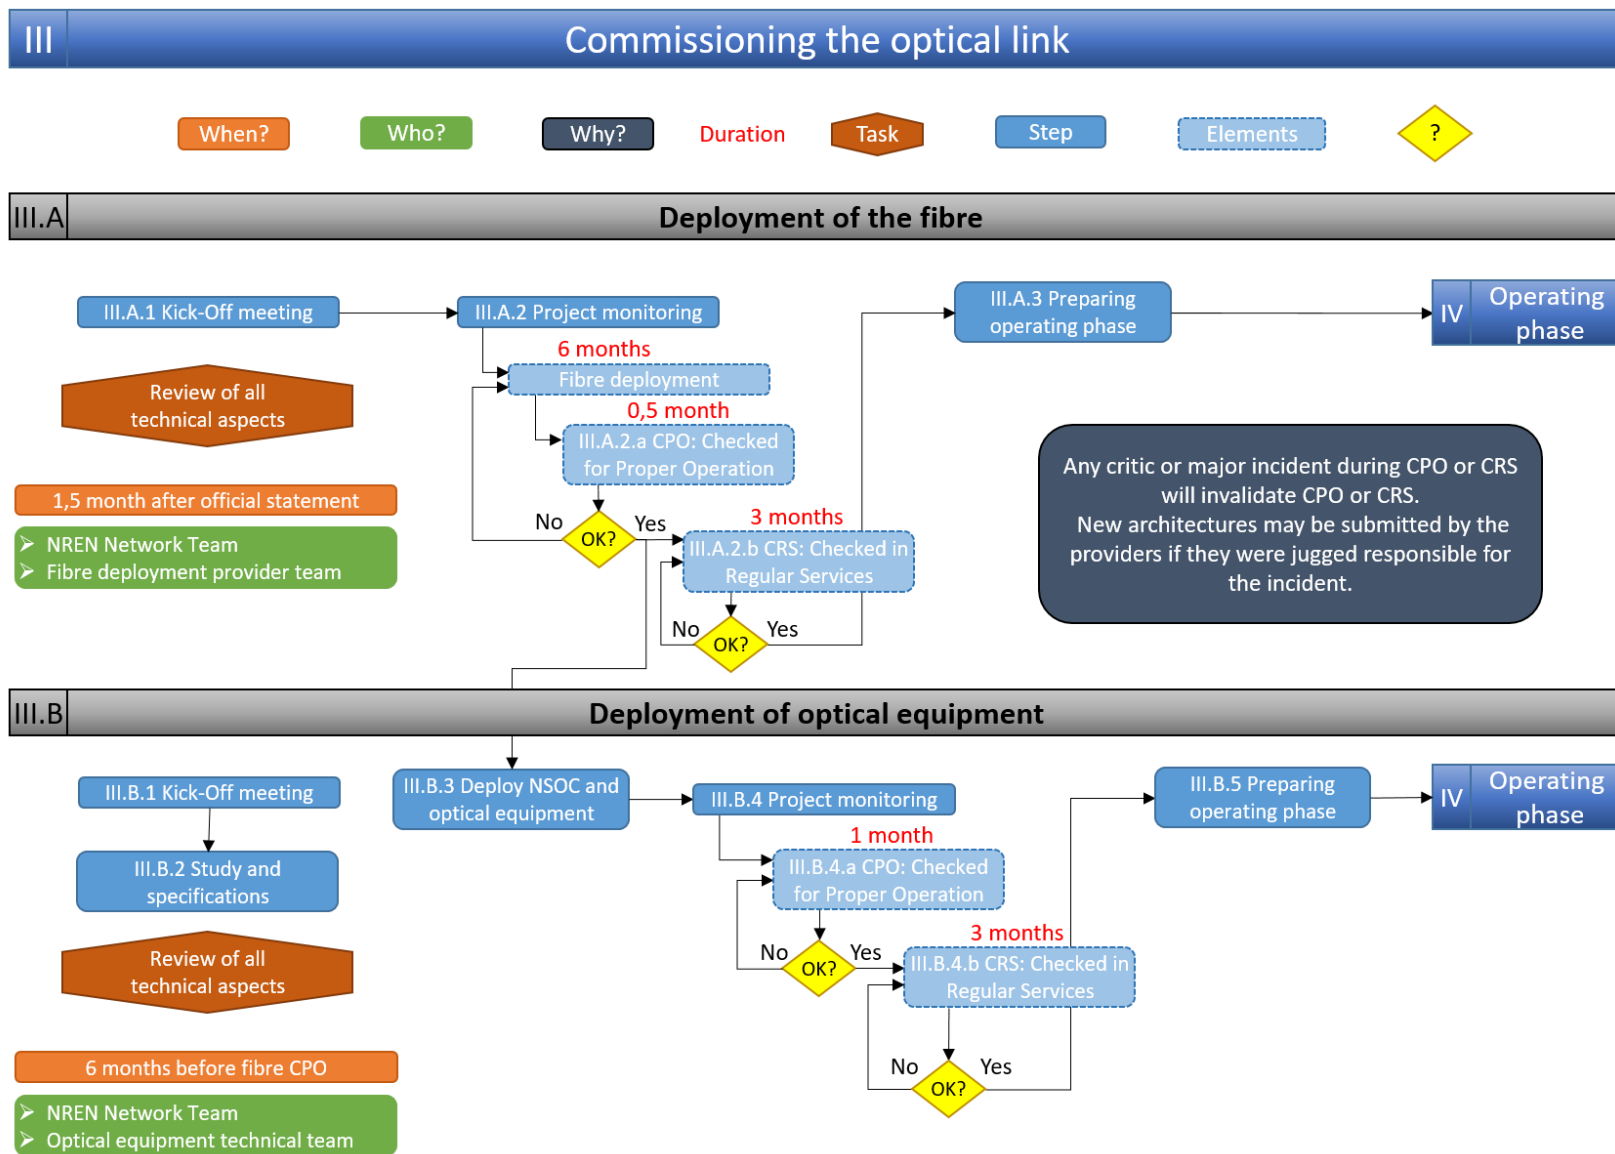 III
Commissioning the optical link
When?
Who?
Why?
Duration
Task
Step
Elements
?
III.A
Deployment of the fibre
III.A.1 Kick-Off meeting
III.A.2 Project monitoring
III.A.3 Preparing
operating phase
IV
Operating
phase
6 months
Fibre deployment
Review of all
technical aspects
0,5 month
III.A.2.a CPO: Checked
for Proper Operation
1,5 month after official statement
NREN Network Team
Fibre deployment provider team
No
OK?
Yes
3 months
III.A.2.b CRS: Checked in
Regular Services
No
OK?
Yes
Any critic or major incident during CPO or CRS
will invalidate CPO or CRS.
New architectures may be submitted by the
providers if they were jugged responsible for
the incident.
III.B
Deployment of optical equipment
III.B.1 Kick-Off meeting
III.B.2 Study and
specifications
Review of all
technical aspects
6 months before fibre CPO
NREN Network Team
Optical equipment technical team
III.B.3 Deploy NSOC and
optical equipment
III.B.4 Project monitoring
1 month
III.B.4.a CPO: Checked
for Proper Operation
No
OK?
Yes
3 months
III.B.4.b CRS: Checked in
Regular Services
No
OK?
Yes
III.B.5 Preparing
operating phase
IV
Operating
phase